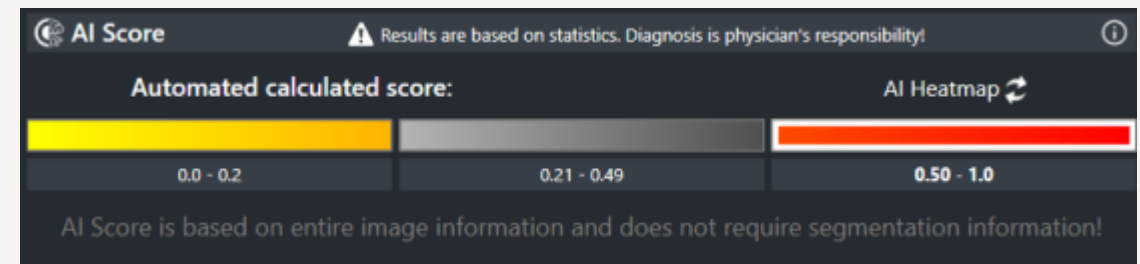 AI Score
Results are based on statistics. Diagnosis is physician's responsibility!
Automated calculated score:
AI Heatmap
0.0 - 0.2
0.21 - 0.49
0.50 - 1.0
AI Score is based on entire image information and does not require segmentation information!